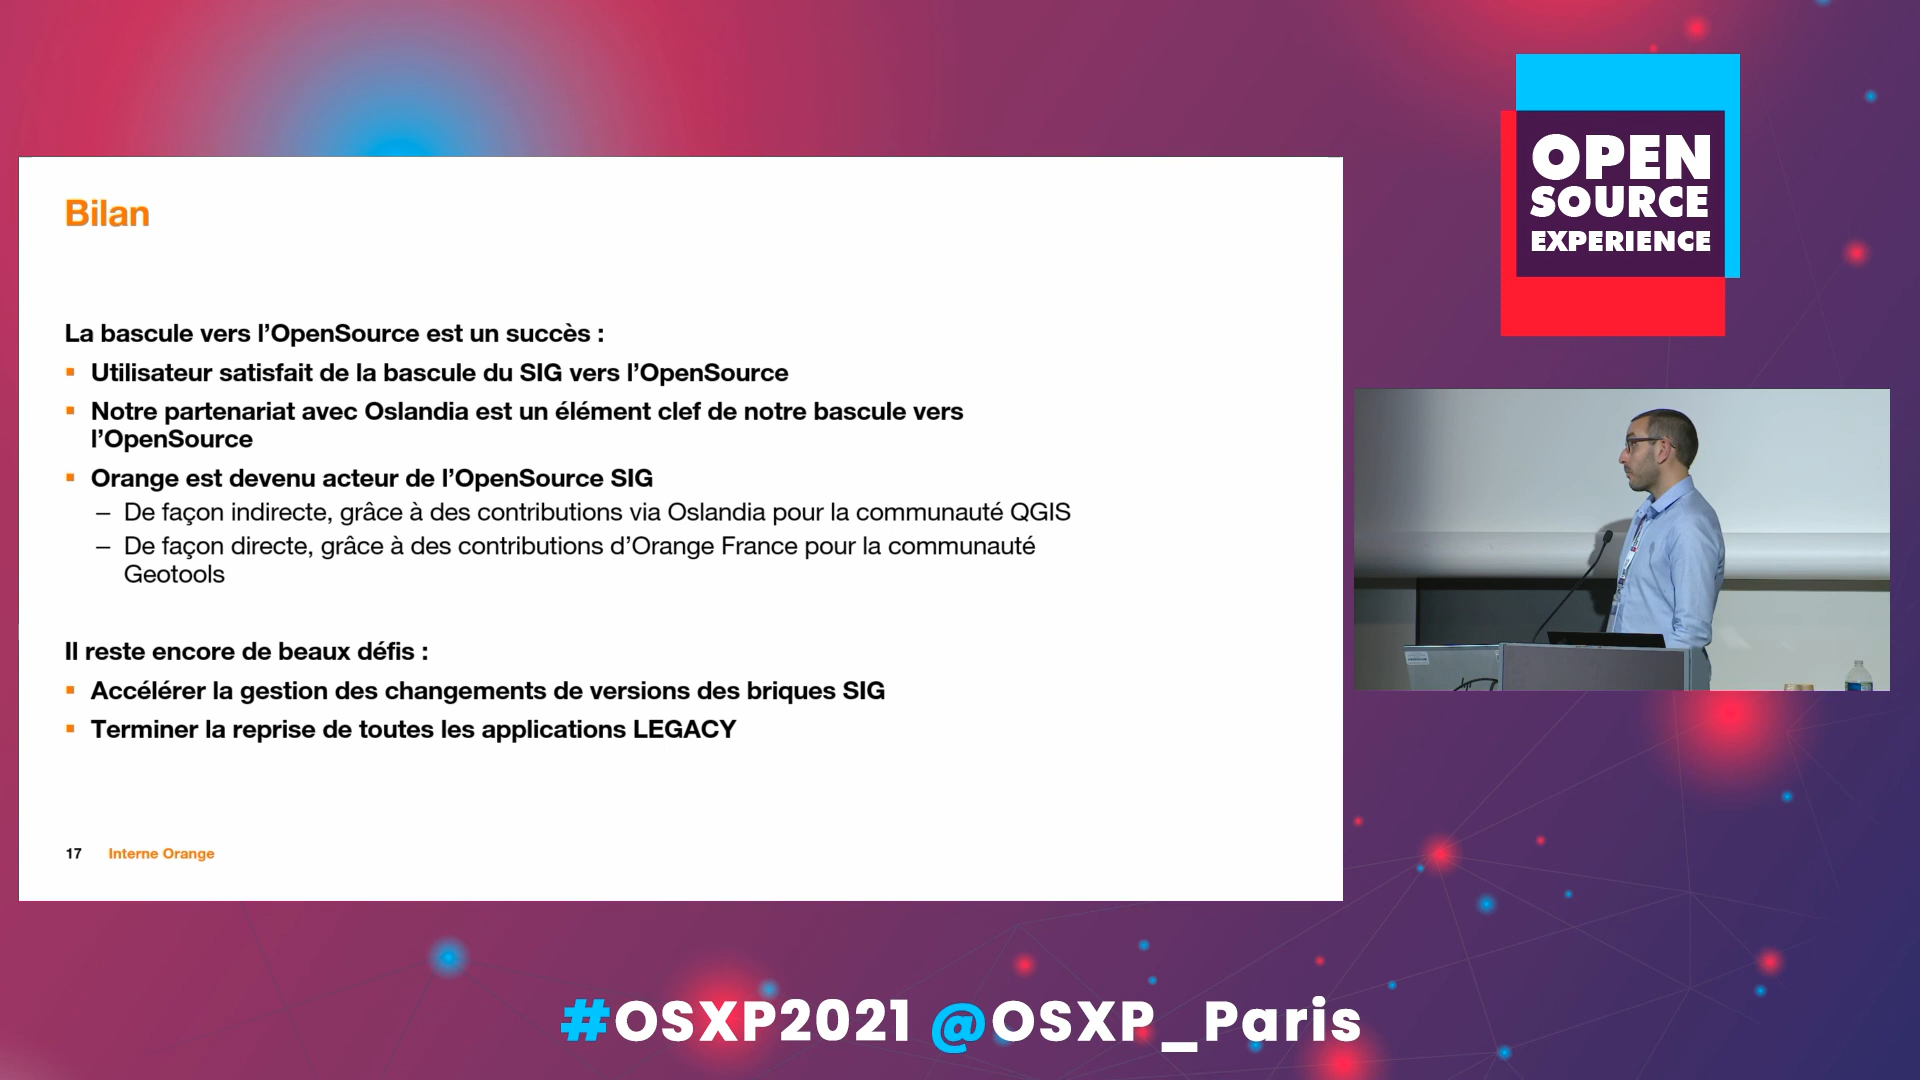 Bilan
La bascule vers l’OpenSource est un succès :
Utilisateur satisfait de la bascule du SIG vers l’OpenSource
Notre partenariat avec Oslandia est un élément clef de notre bascule vers
l’OpenSource
Orange est devenu acteur de l’OpenSource SIG
– De façon indirecte, grâce à des contributions via Oslandia pour la communauté QGIS
– De façon directe, grâce à des contributions d’Orange France pour la communauté
Geotools
Il reste encore de beaux défis :
Accélérer la gestion des changements de versions des briques SIG
Terminer la reprise de toutes les applications LEGACY
17 Interne Orange
OPEN
SOURCE
EXPERIENCE
#OSXP2021 @OSXP_Paris